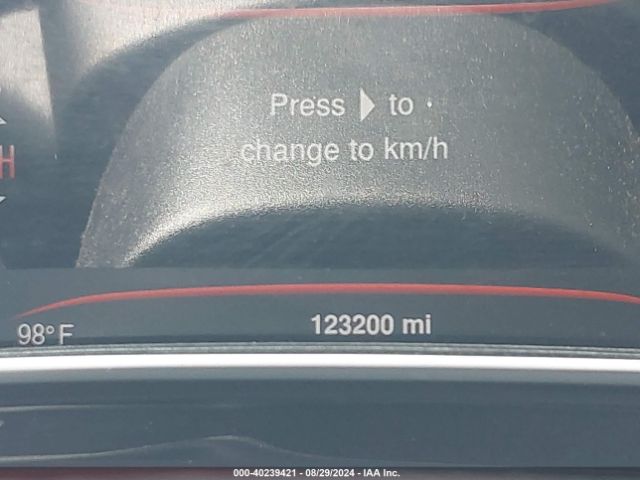 Press ▶ to
change to km/h
H
98° F
123200 mi
000-40239421 - 08/29/2024 - IAA Inc.